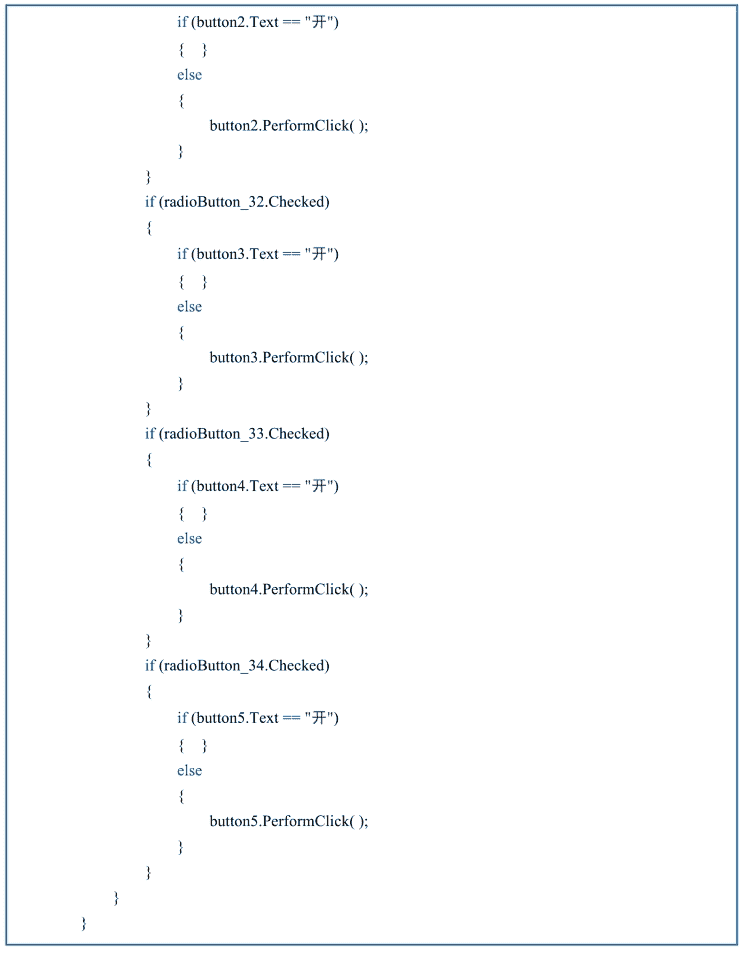 if (button2.Text == "开")
{ }
else
{
button2.PerformClick( );
}
}
if (radioButton_32.Checked)
{
if (button3.Text == "开")
{ }
else
{
button3.PerformClick( );
}
}
if (radioButton_33.Checked)
{
if (button4.Text == "开")
{ }
else
{
button4.PerformClick( );
}
}
if (radioButton_34.Checked)
{
if (button5.Text == "开")
{ }
else
{
button5.PerformClick( );
}
}
}
}